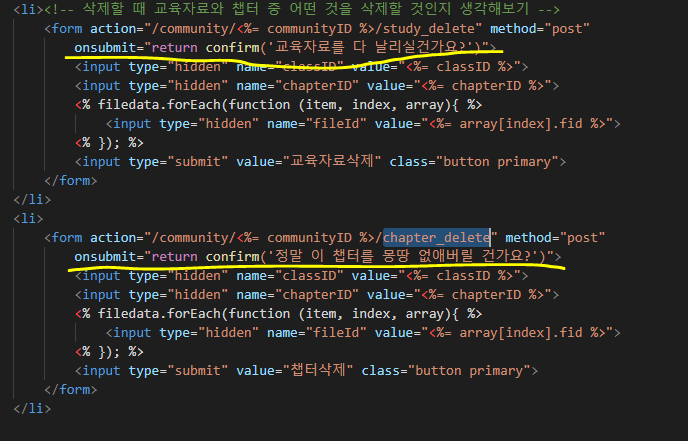 <li><!-- 삭제할 때 교육자료와 챕터 중 어떤 것을 삭제할 것인지 생각해보기 -->
<form action="/community/<%= communityID %>/study_delete" method="post"
onsubmit="return confirm('교육자료를 다 날리실건가요?')">
<input type="hidden" name="classID" value="<%= classID %>">
<input type="hidden" name="chapterID" value="<%= chapterID %>">
<% filedata.forEach(function (item, index, array){ %>
<input type="hidden" name="fileId" value="<%= array[index].fid %>">
<% }); %>
<input type="submit" value="교육자료삭제" class="button primary">
</form>
</li>
<li>
<form action="/community/<%= communityID %>/chapter_delete" method="post"
onsubmit="return confirm('정말 이 챕터를 몽땅 없애버릴 건가요?')">
<input type="hidden" name="classID" value="<%= classID %>">
<input type="hidden" name="chapterID" value="<%= chapterID %>">
<% filedata.forEach(function (item, index, array){ %>
<input type="hidden" name="fileId" value="<%= array[index].fid %>">
<% }); %>
<input type="submit" value="챕터삭제" class="button primary">
</form>
</li>